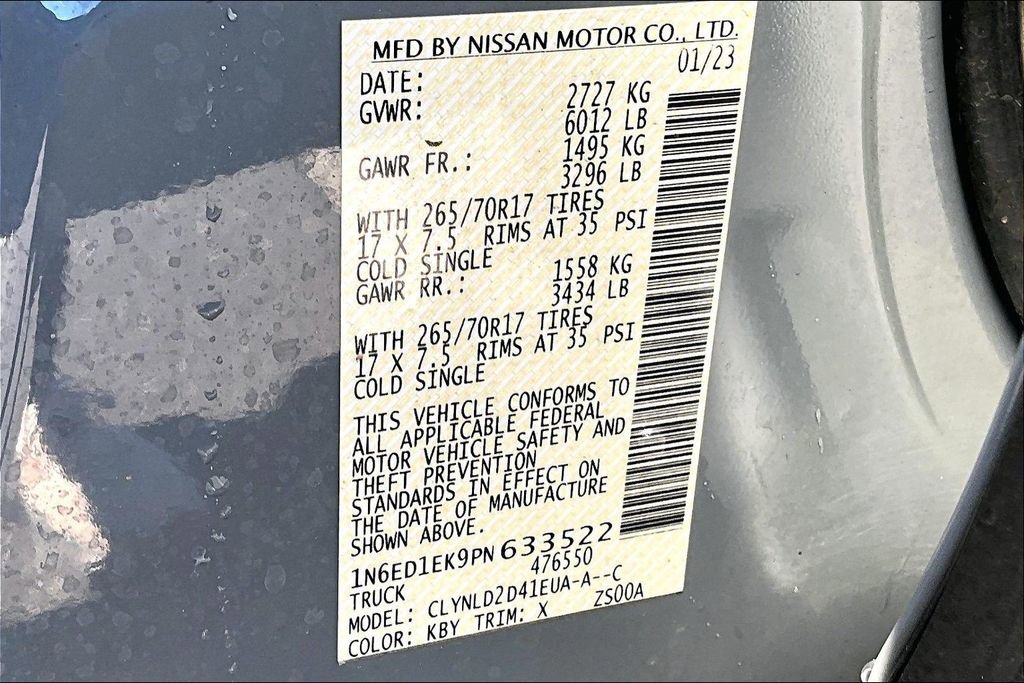 MFD BY NISSAN MOTOR CO., LTD.
DATE: 01/23
GVWR: 2727 KG
6012 LB
GAWR FR.: 1495 KG
3296 LB
WITH 265/70R17 TIRES
17 X 7.5 RIMS AT 35 PSI
COLD SINGLE
GAWR RR.: 1558 KG
3434 LB
WITH 265/70R17 TIRES
17 X 7.5 RIMS AT 35 PSI
COLD SINGLE
THIS VEHICLE CONFORMS TO
ALL APPLICABLE FEDERAL
MOTOR VEHICLE SAFETY AND
THEFT PREVENTION
STANDARDS IN EFFECT ON
THE DATE OF MANUFACTURE
SHOWN ABOVE.
1N6ED1EK9PN633522
TRUCK 476550
MODEL: CLYNLD2D41EUA-A--C
COLOR: KBY TRIM: X ZS00A